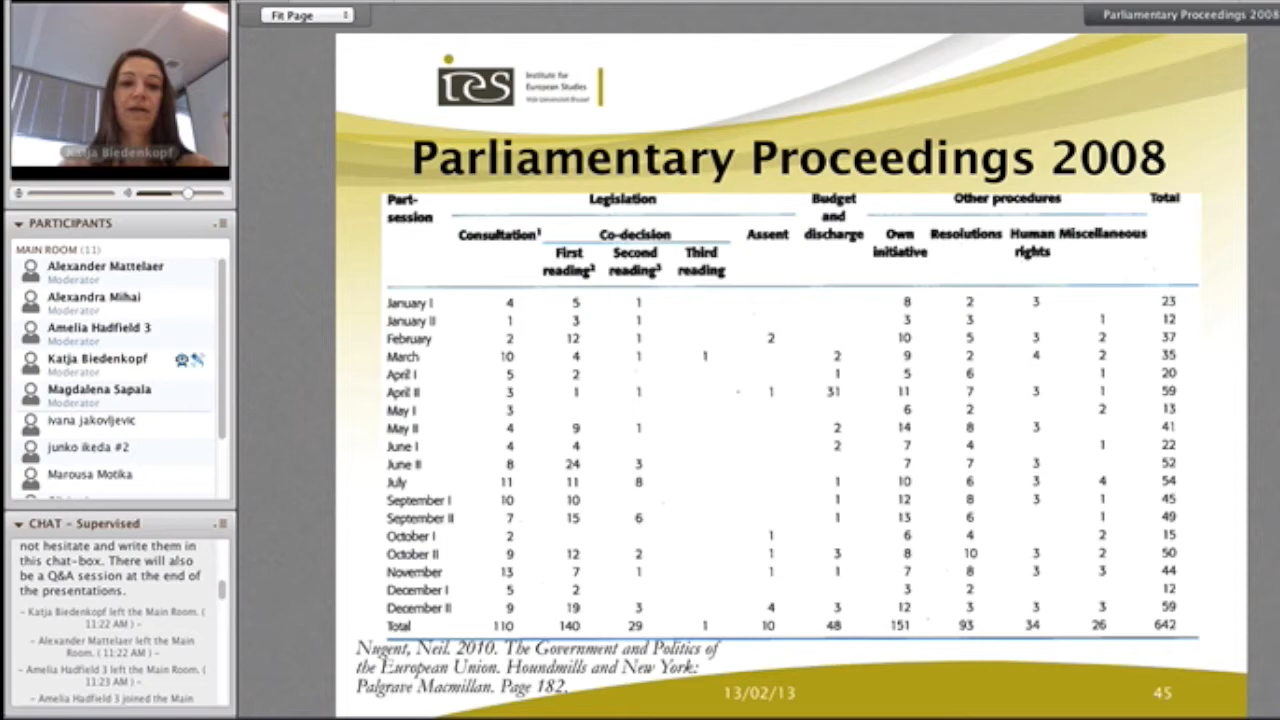 Fit Page
Parliamentary Proceedings 2008
Katja Biedenkopf
PARTICIPANTS
MAIN ROOM (11)
Alexander Mattelaer
Moderator
Alexandra Mihai
Moderator
Amelia Hadfield 3
Moderator
Katja Biedenkopf
Moderator
Magdalena Sapala
Moderator
ivana jakovljevic
junko ikeda #2
Marousa Motika
CHAT - Supervised
not hesitate and write them in
this chat-box. There will also
be a Q&A session at the end of
the presentations.
- Katja Biedenkopf left the Main Room. (
11:22 AM ) -
- Alexander Mattelaer left the Main
Room. ( 11:22 AM ) -
- Amelia Hadfield 3 left the Main Room. (
11:23 AM ) -
- Amelia Hadfield 3 joined the Main
ies
Institute for
European Studies
Vrije Universiteit Brussel
Parliamentary Proceedings 2008
Part-session Legislation Budget and discharge Other procedures Total
Consultation¹ Co-decision Assent Own initiative Resolutions Human rights Miscellaneous
First reading² Second reading³ Third reading
January I 4 5 1 8 2 3 23
January II 1 3 1 3 3 1 12
February 2 12 1 2 10 5 3 2 37
March 10 4 1 1 2 9 2 4 2 35
April I 5 2 1 5 6 1 20
April II 3 1 1 1 31 11 7 3 1 59
May I 3 6 2 2 13
May II 4 9 1 2 14 8 3 41
June I 4 4 2 7 4 1 22
June II 8 24 3 7 7 3 52
July 11 11 8 1 10 6 3 4 54
September I 10 10 1 12 8 3 1 45
September II 7 15 6 1 13 6 1 49
October I 2 1 6 4 2 15
October II 9 12 2 1 3 8 10 3 2 50
November 13 7 1 1 1 7 8 3 3 44
December I 5 2 3 2 12
December II 9 19 3 4 3 12 3 3 3 59
Total 110 140 29 1 10 48 151 93 34 26 642
Nugent, Neil. 2010. The Government and Politics of
the European Union. Houndmills and New York:
Palgrave Macmillan. Page 182.
13/02/13
45